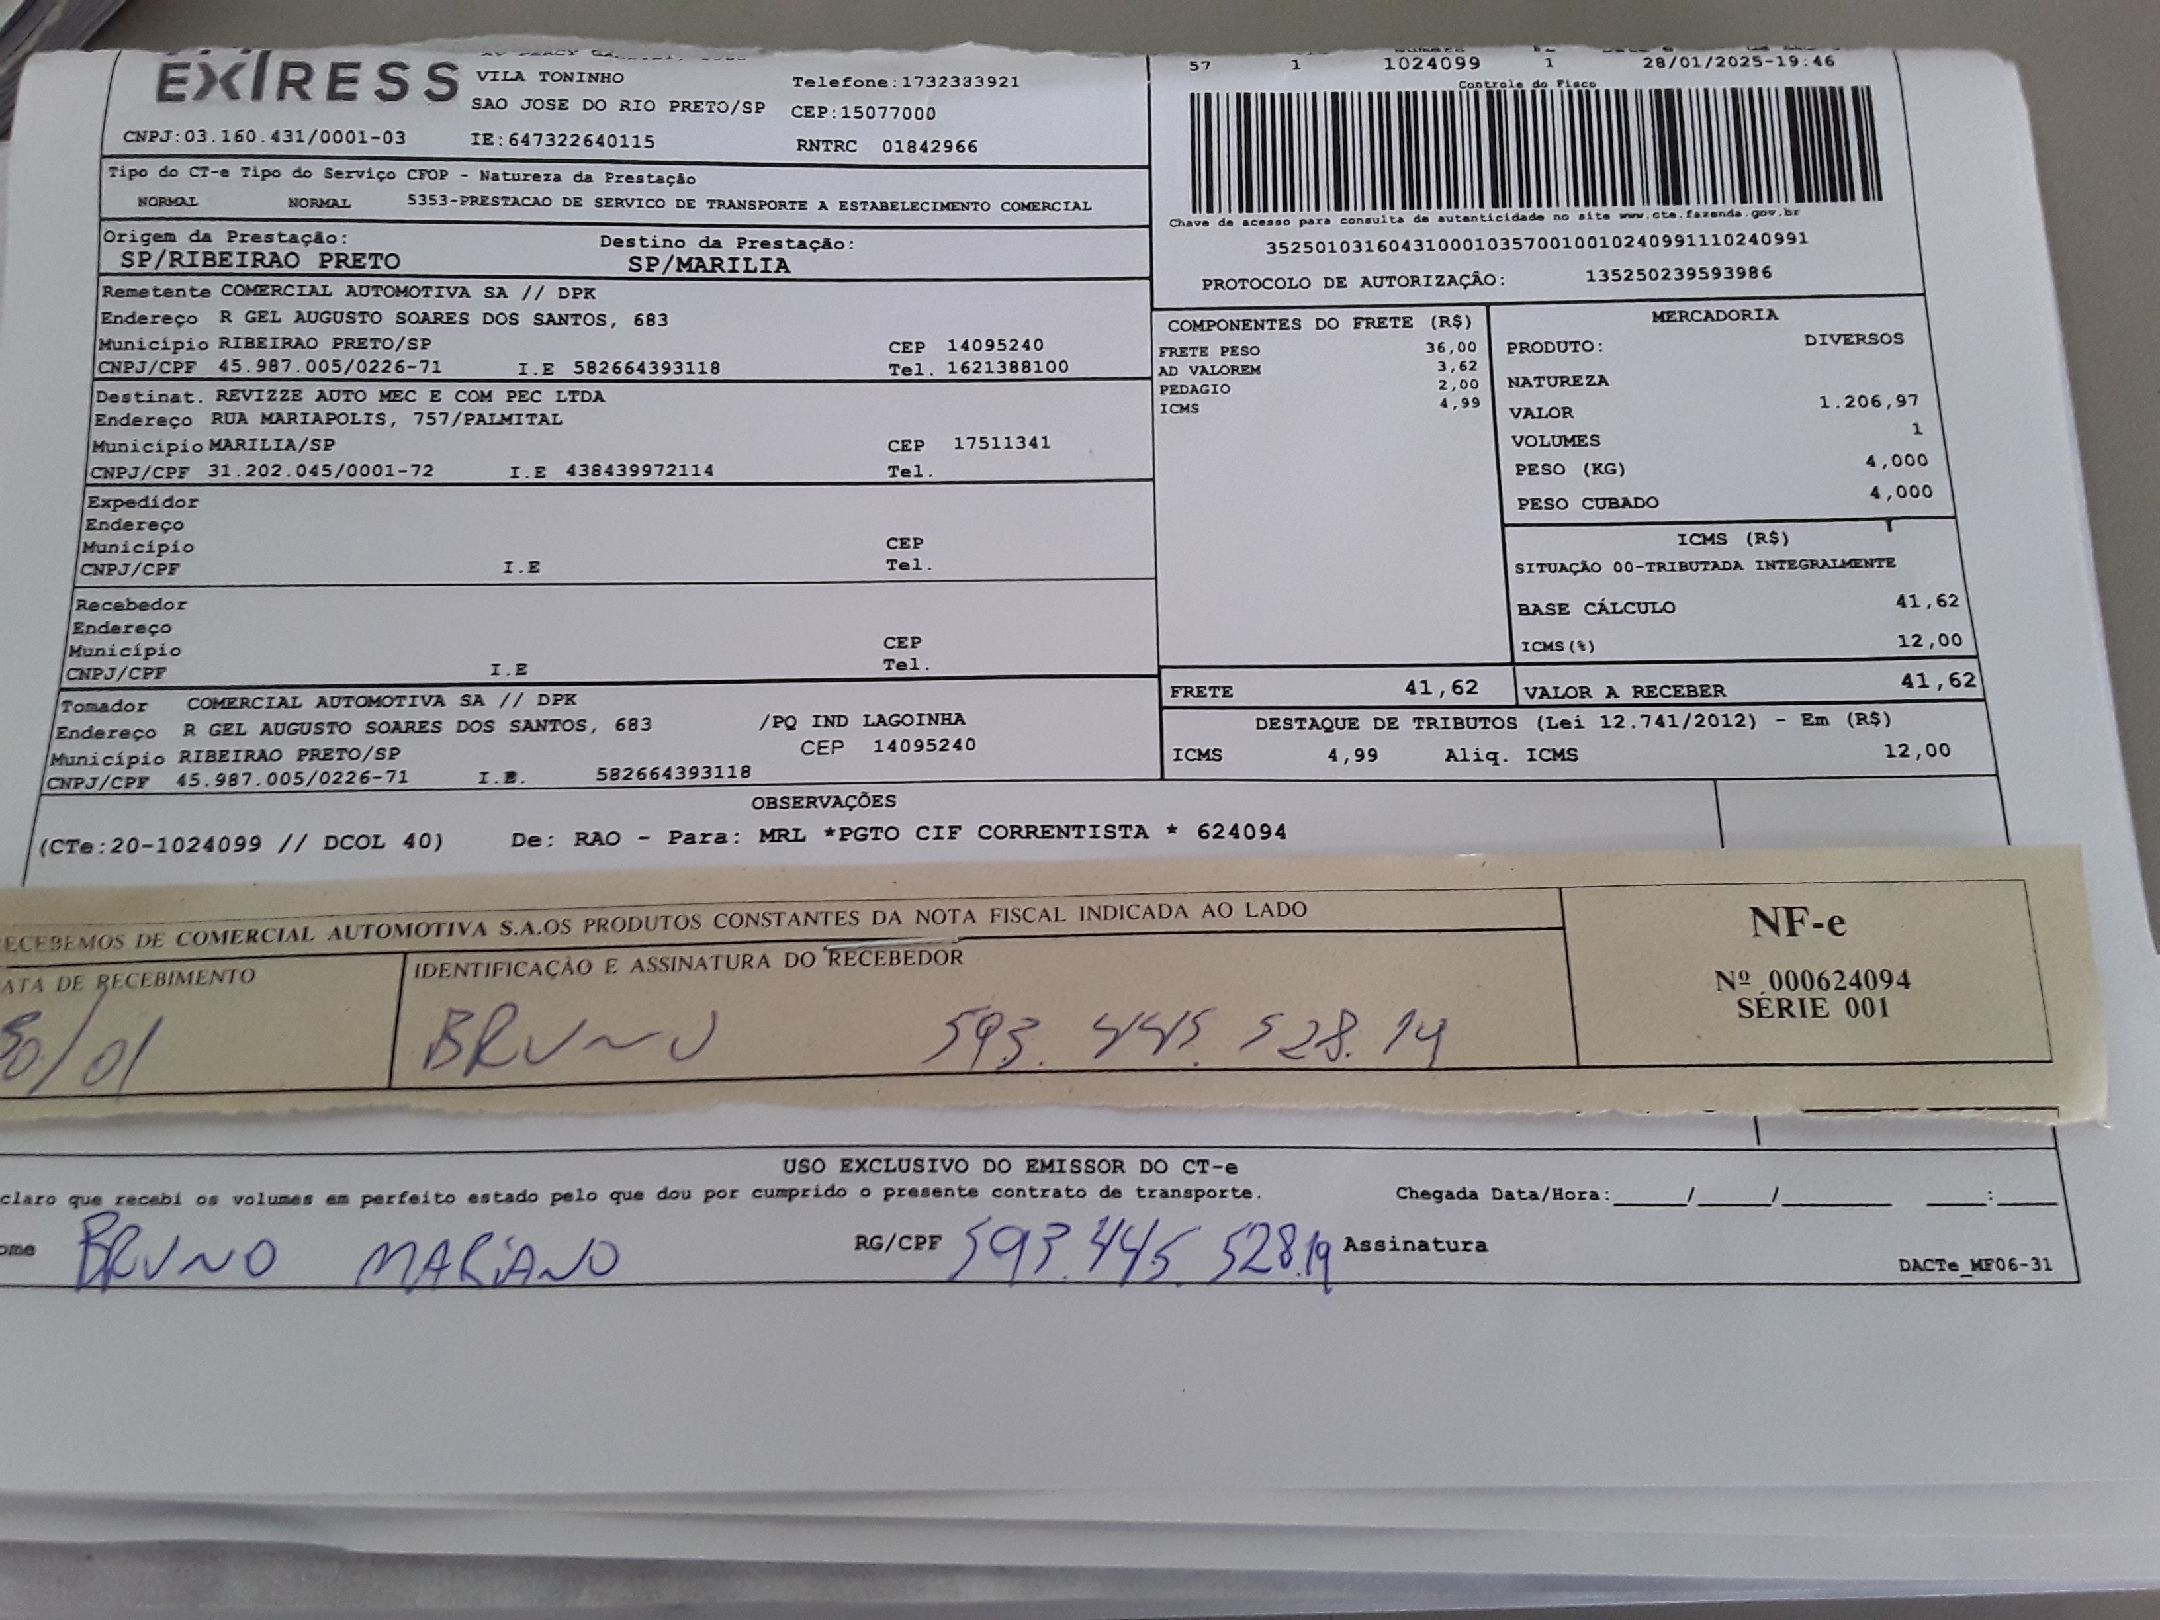 EX/RESS
VILA TONINHO Telefone:1732333921
SAO JOSE DO RIO PRETO/SP CEP:15077000
CNPJ:03.160.431/0001-03 IE:647322640115 RNTRC 01842966
57 1 1024099 1 28/01/2025-19:46
Controle do Fisco
Chave de acesso para consulta de autenticidade no site www.cte.fazenda.gov.br
35250103160431000103570010010240991110240991
PROTOCOLO DE AUTORIZAÇÂO: 135250239593986
Tipo do CT-e Tipo do Serviço CFOP - Natureza da Prestação
NORMAL NORMAL 5353-PRESTACAO DE SERVICO DE TRANSPORTE A ESTABELECIMENTO COMERCIAL
Origem da Prestação: Destino da Prestação:
SP/RIBEIRAO PRETO SP/MARILIA
Remetente COMERCIAL AUTOMOTIVA SA // DPK
Endereço R GEL AUGUSTO SOARES DOS SANTOS, 683
Município RIBEIRAO PRETO/SP CEP 14095240
CNPJ/CPF 45.987.005/0226-71 I.E 582664393118 Tel. 1621388100
Destinat. REVIZZE AUTO MEC E COM PEC LTDA
Endereço RUA MARIAPOLIS, 757/PALMITAL
Município MARILIA/SP CEP 17511341
CNPJ/CPF 31.202.045/0001-72 I.E 438439972114 Tel.
Expedidor
Endereço
Município CEP
CNPJ/CPF I.E Tel.
Recebedor
Endereço
Município CEP
CNPJ/CPF I.E Tel.
Tomador COMERCIAL AUTOMOTIVA SA // DPK
Endereço R GEL AUGUSTO SOARES DOS SANTOS, 683 /PQ IND LAGOINHA
Município RIBEIRAO PRETO/SP CEP 14095240
CNPJ/CPF 45.987.005/0226-71 I.E. 582664393118
COMPONENTES DO FRETE (R$)
FRETE PESO 36,00
AD VALOREM 3,62
PEDAGIO 2,00
ICMS 4,99
MERCADORIA
PRODUTO: DIVERSOS
NATUREZA
VALOR 1.206,97
VOLUMES 1
PESO (KG) 4,000
PESO CUBADO 4,000
ICMS (R$)
SITUAÇÃO 00-TRIBUTADA INTEGRALMENTE
BASE CÁLCULO 41,62
ICMS(%) 12,00
FRETE 41,62 VALOR A RECEBER 41,62
DESTAQUE DE TRIBUTOS (Lei 12.741/2012) - Em (R$)
ICMS 4,99 Aliq. ICMS 12,00
OBSERVAÇÕES
(CTe:20-1024099 // DCOL 40) De: RAO - Para: MRL *PGTO CIF CORRENTISTA * 624094
ECEBEMOS DE COMERCIAL AUTOMOTIVA S.A.OS PRODUTOS CONSTANTES DA NOTA FISCAL INDICADA AO LADO
ATA DE RECEBIMENTO IDENTIFICAÇÃO E ASSINATURA DO RECEBEDOR
30/01 BRUNO 593.445.528.19
NF-e
Nº 000624094
SÉRIE 001
USO EXCLUSIVO DO EMISSOR DO CT-e
claro que recebi os volumes em perfeito estado pelo que dou por cumprido o presente contrato de transporte. Chegada Data/Hora:____/____/____ ____:____
ome BRUNO MARIANO RG/CPF 593.445.528.19 Assinatura
DACTe_MF06-31